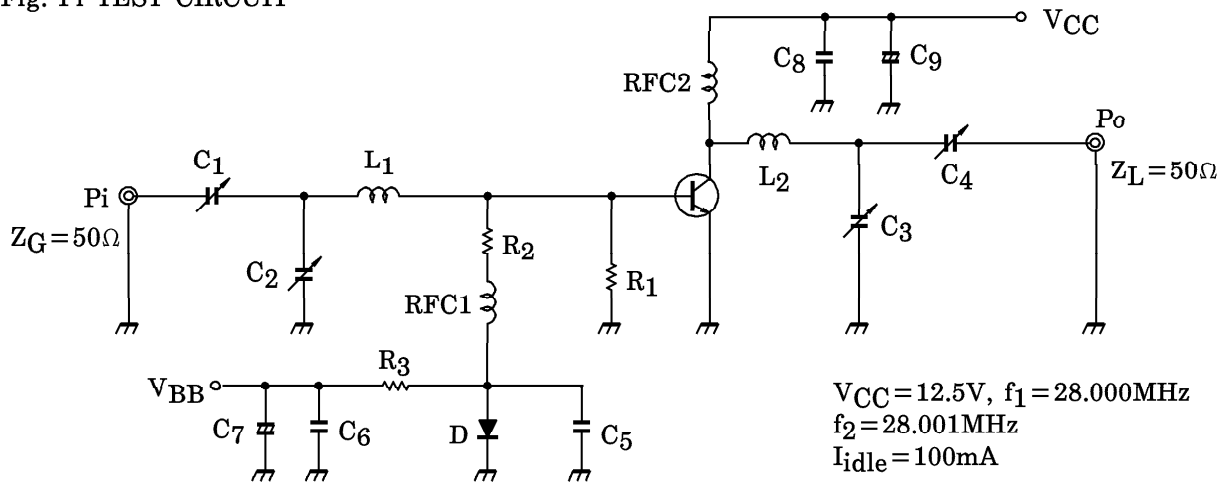 Fig. Pi TEST CIRCUIT
VCC
C8
C9
RFC2
Po
C1
L1
L2
C4
ZL=50Ω
Pi
ZG=50Ω
R2
C3
C2
R1
RFC1
R3
VBB
C7
C6
D
C5
VCC=12.5V, f1=28.000MHz
f2=28.001MHz
Iidle=100mA